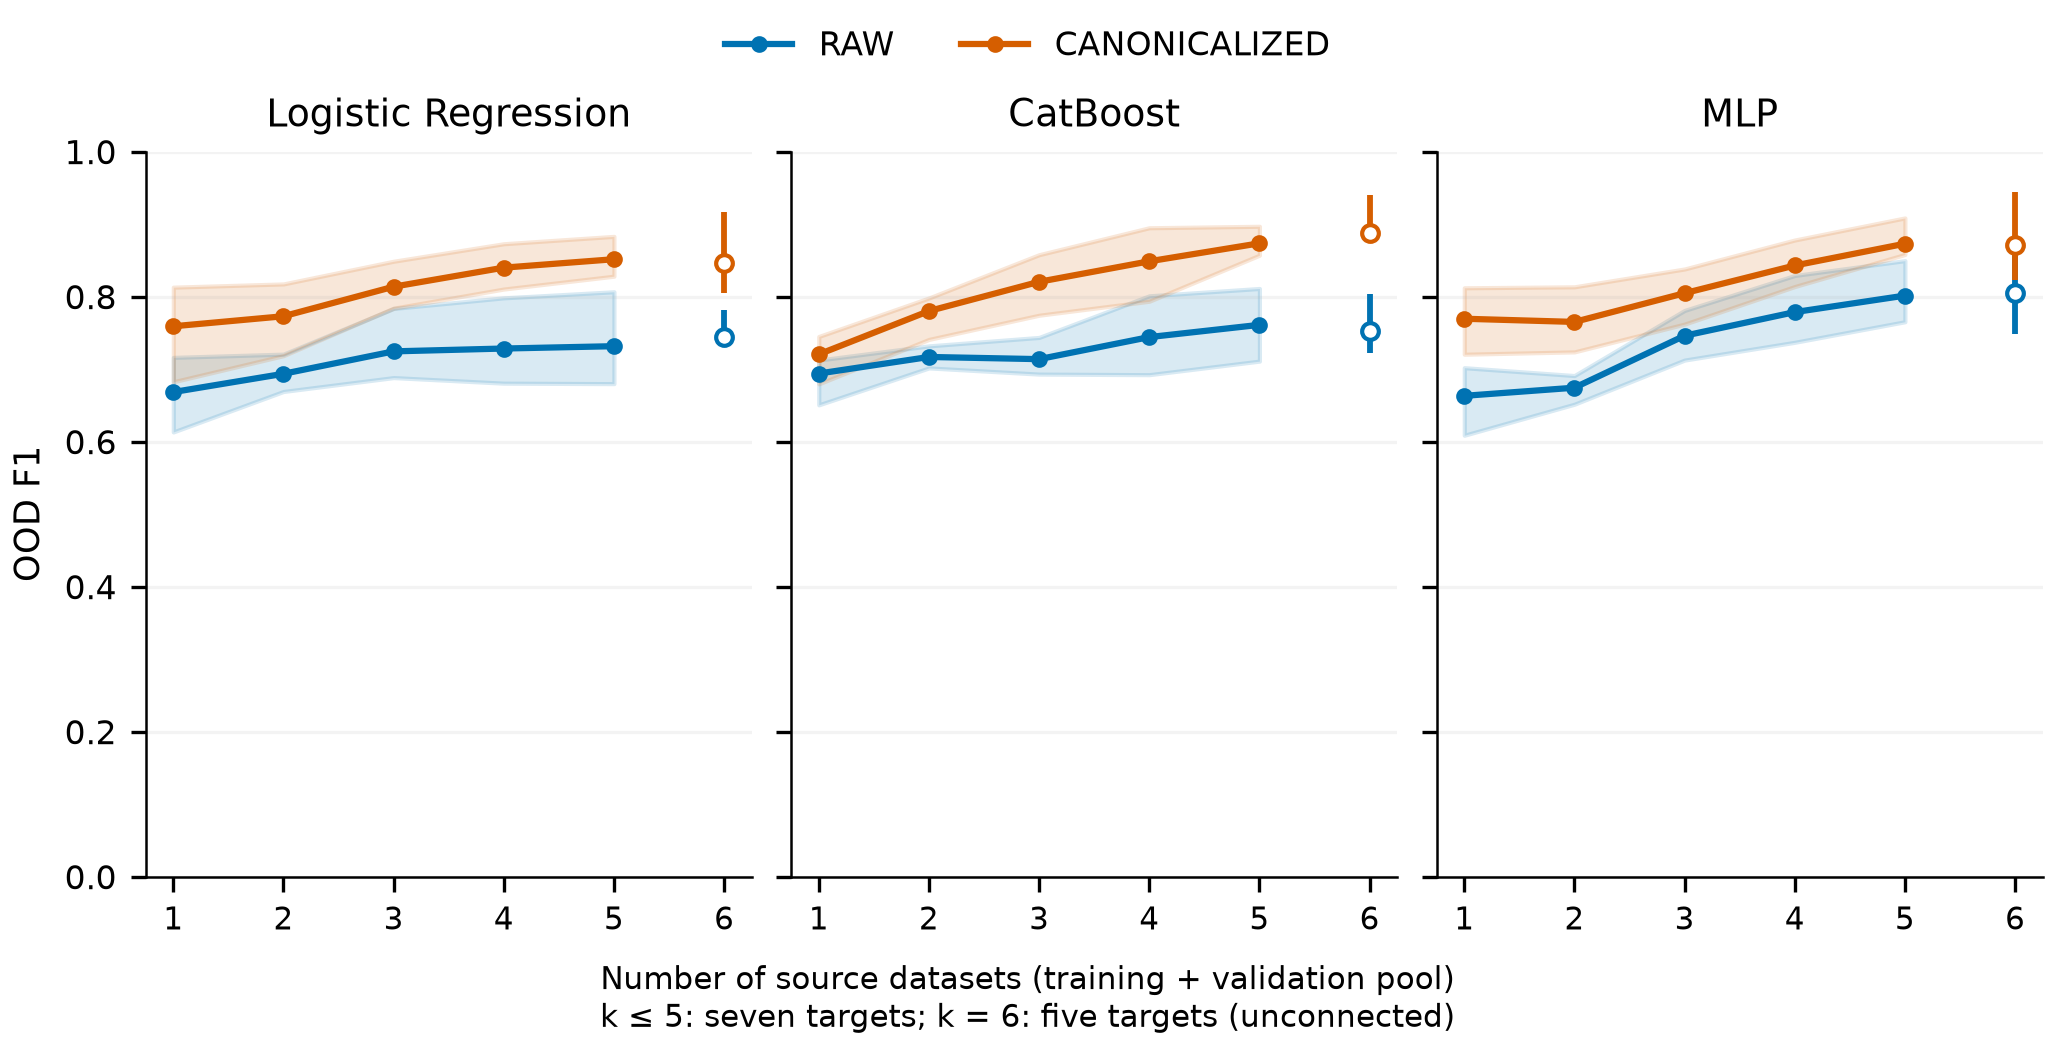 RAW CANONICALIZED
Logistic Regression CatBoost MLP
OOD F1
1.0
0.8
0.6
0.4
0.2
0.0
1 2 3 4 5 6 1 2 3 4 5 6 1 2 3 4 5 6
Number of source datasets (training + validation pool)
k ≤ 5: seven targets; k = 6: five targets (unconnected)